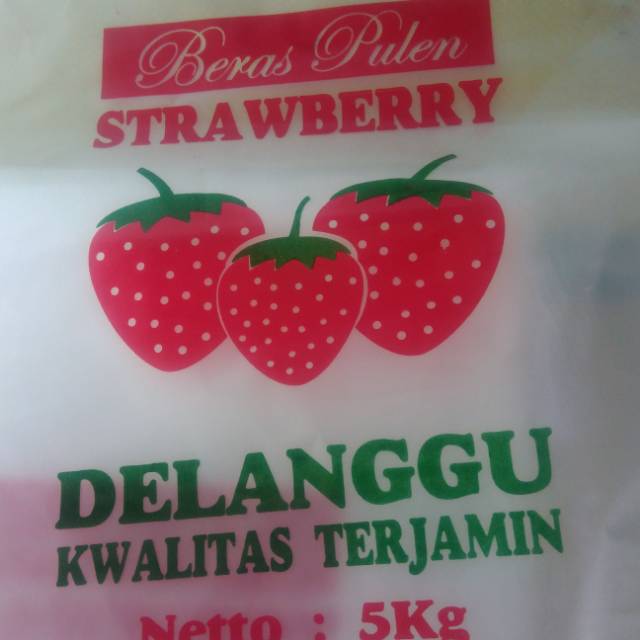 Beras Pulen
STRAWBERRY
DELANGGU
KWALITAS TERJAMIN
Netto : 5Kg